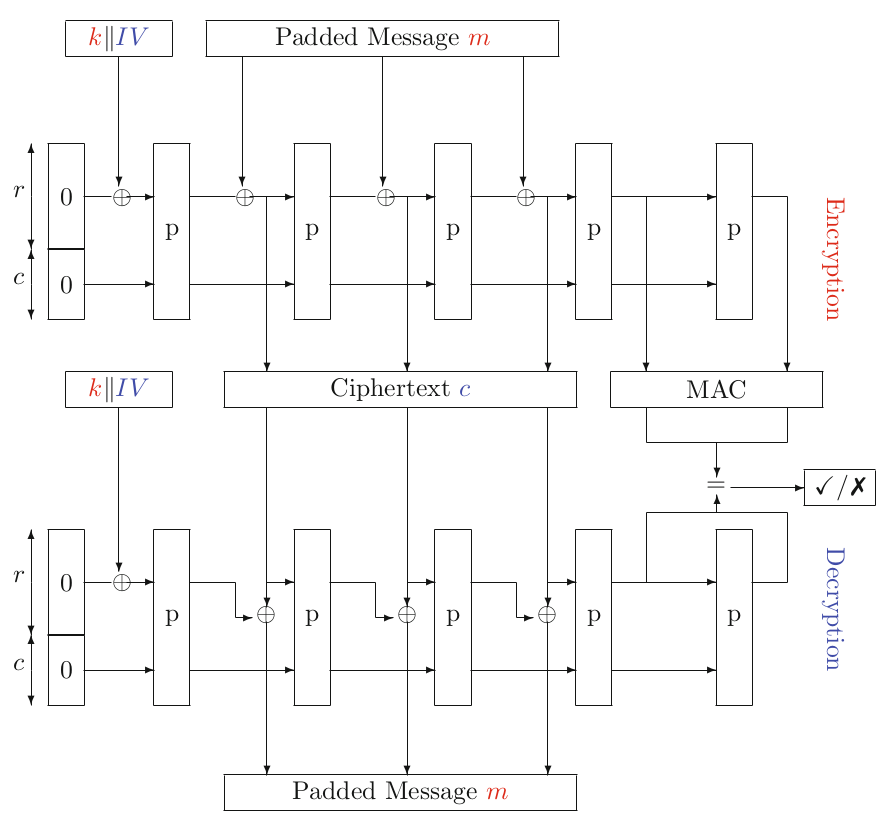 k∥IV
Padded Message m
r
0
p
p
p
p
p
c
0
Encryption
k∥IV
Ciphertext c
MAC
=
✓/✗
r
0
p
p
p
p
p
c
0
Decryption
Padded Message m